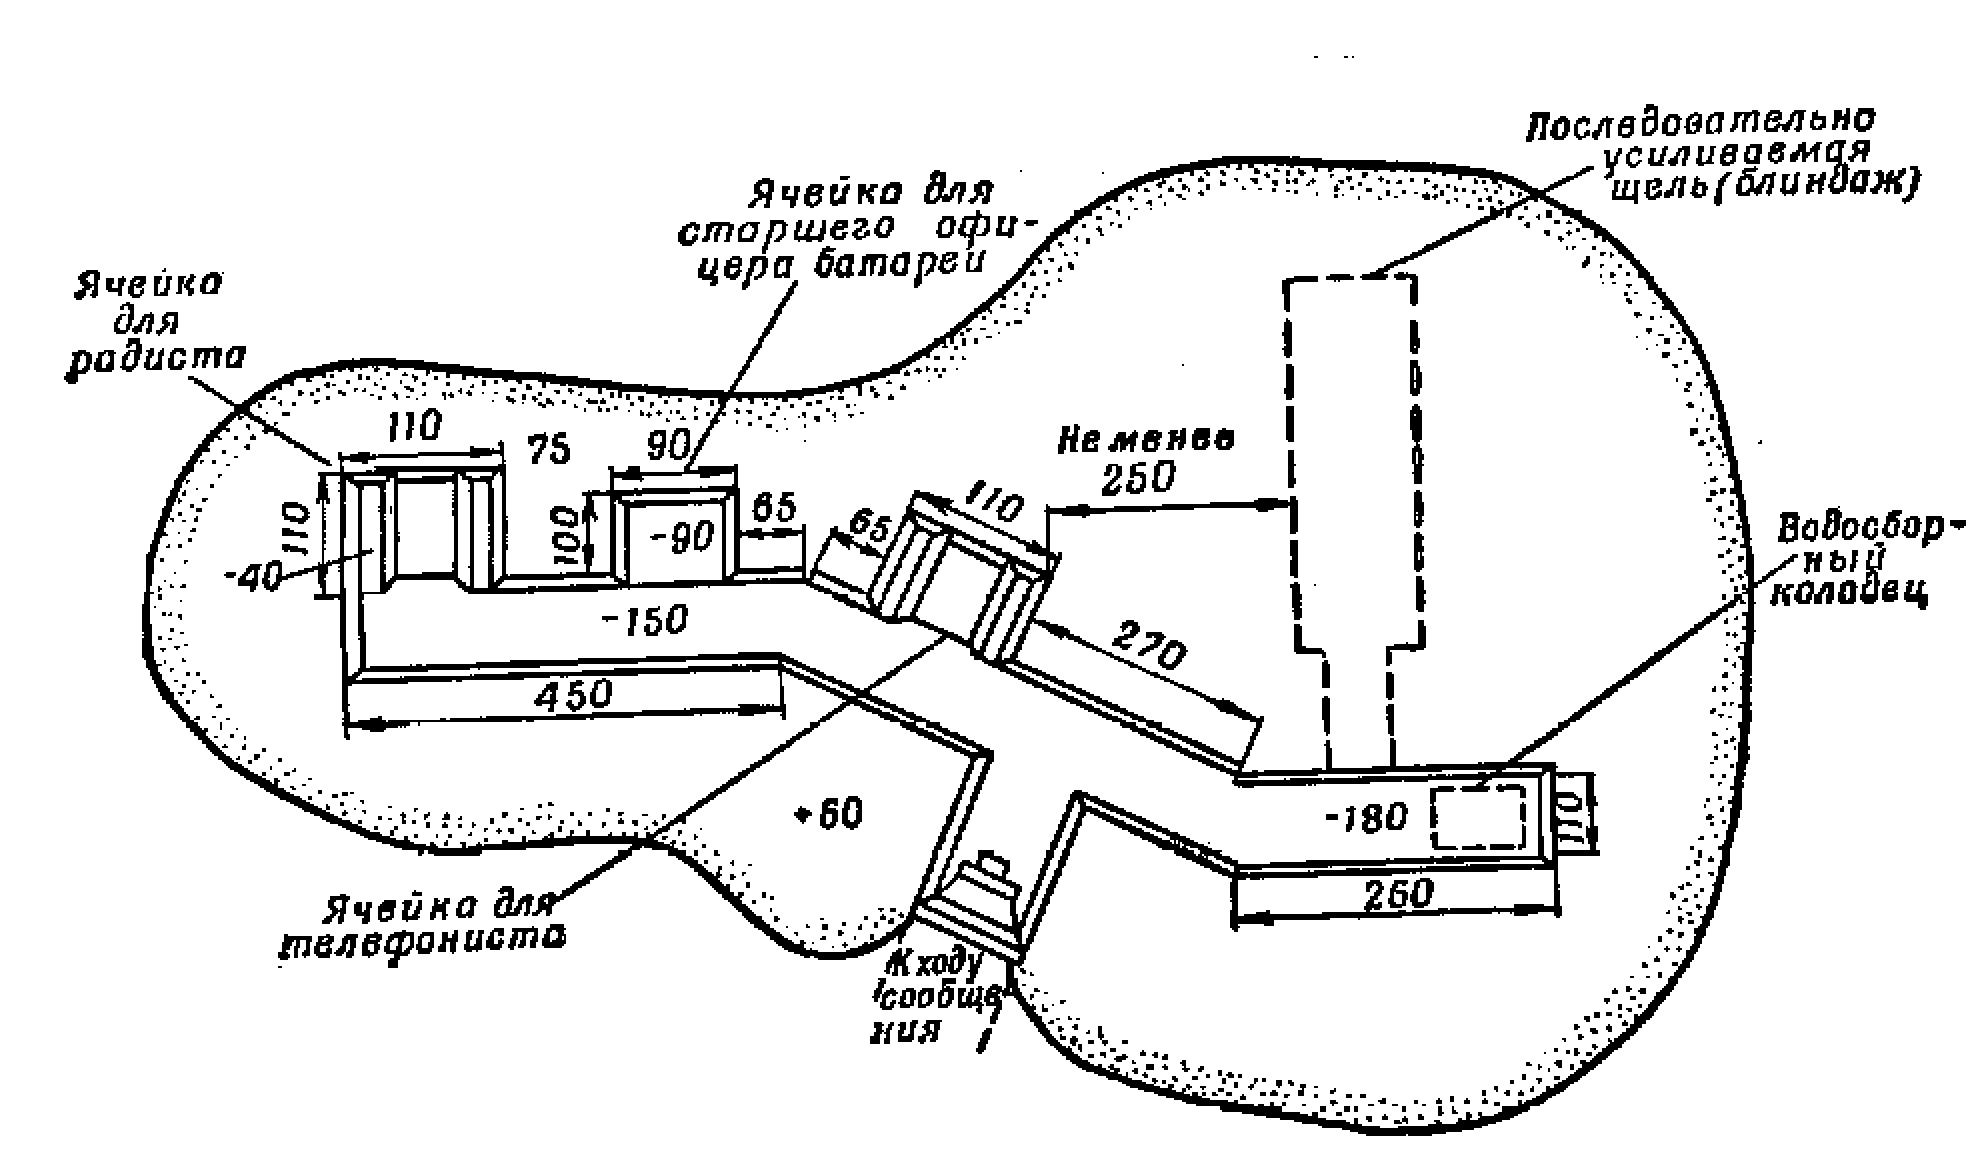 Последовательно
усиливаемая
щель (блиндаж)
Ячейка для
старшего офи-
цера батареи
Ячейка
для
радиста
110
75
90
65
110
-40
100
-90
65
110
Не менее
250
Водосбор-
ный
колодец
-150
270
450
+60
-180
110
260
Ячейка для
телефониста
К ходу
сообще
ния